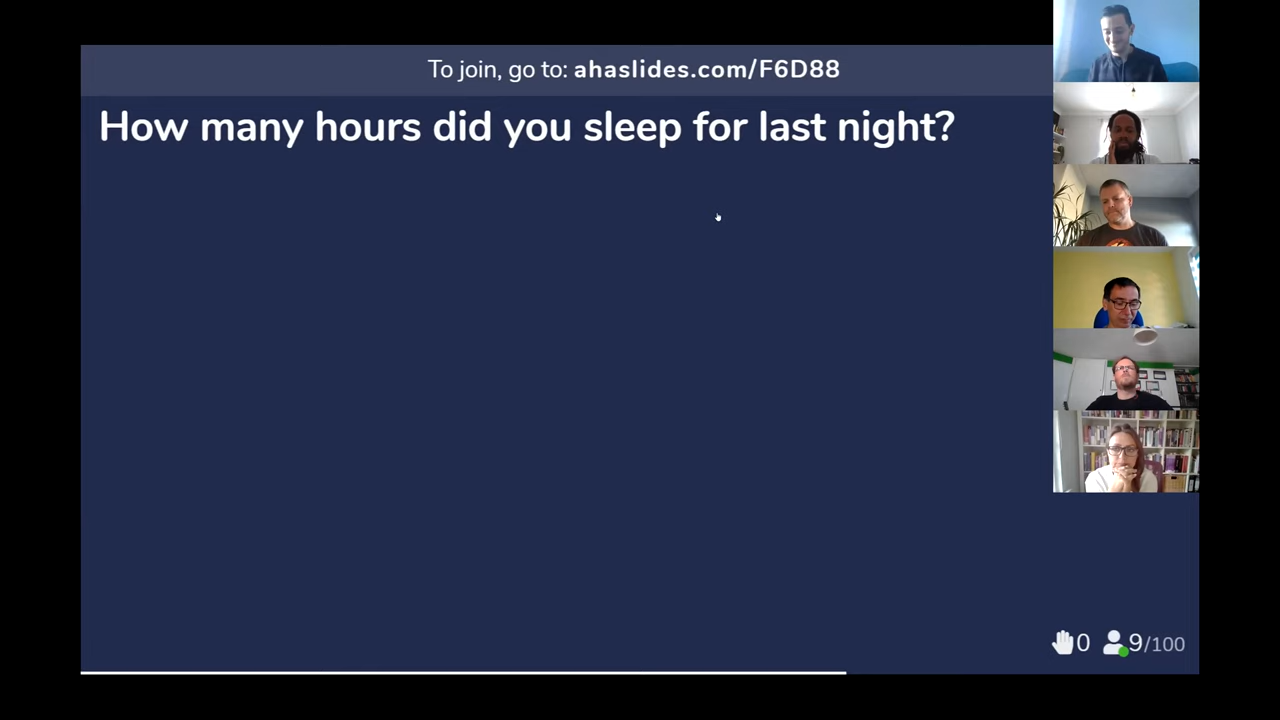 To join, go to: ahaslides.com/F6D88
How many hours did you sleep for last night?
0 9/100